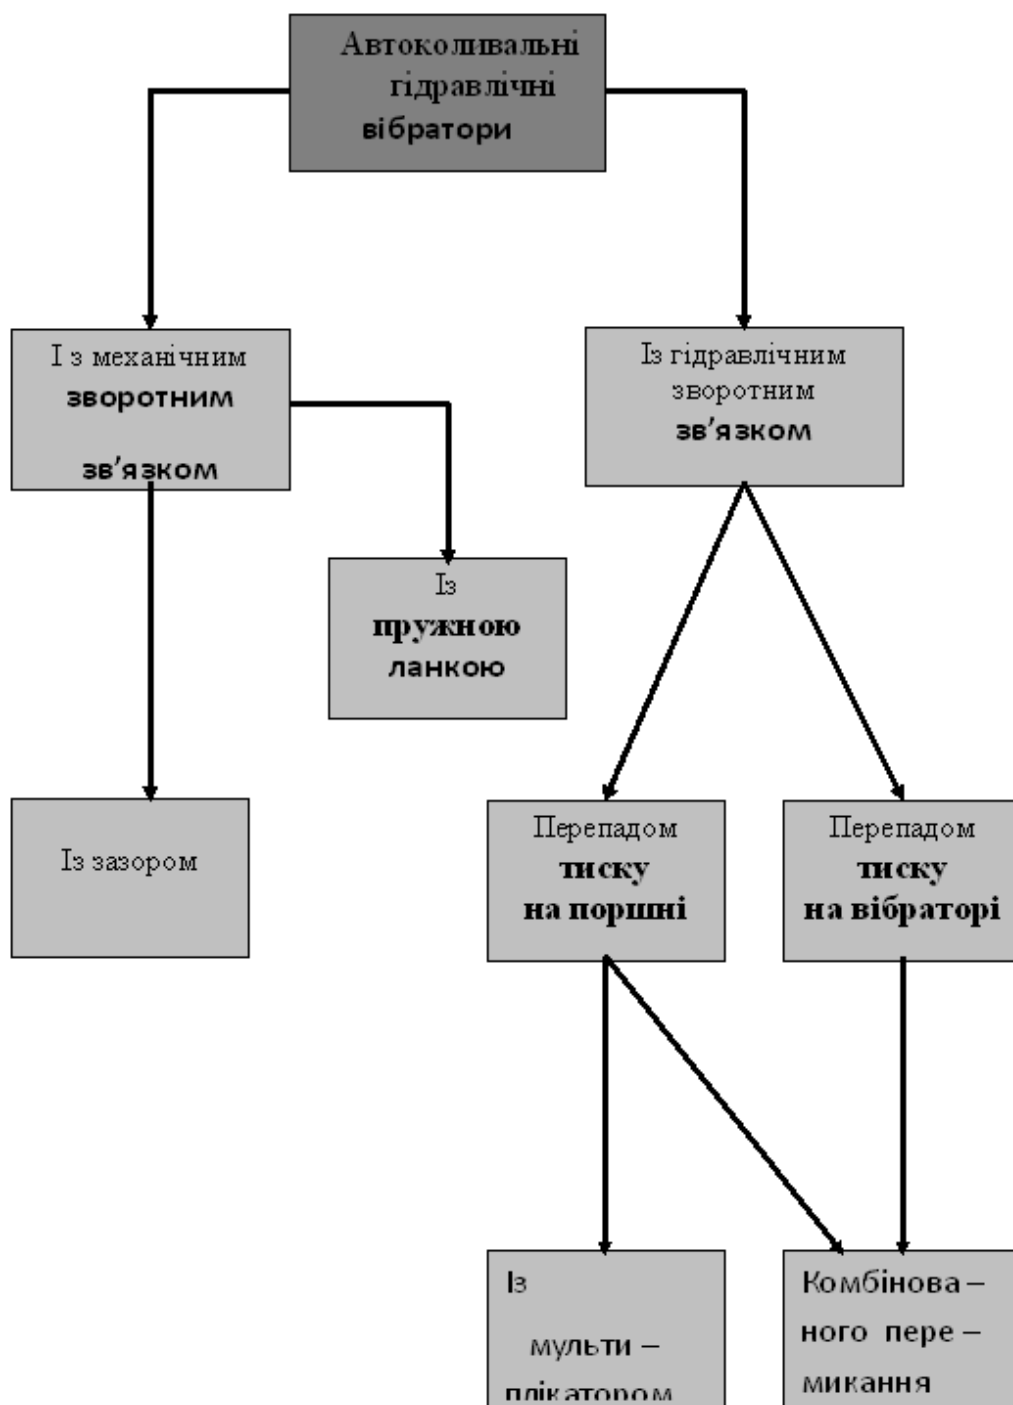 Автоколивальні
гідравлічні
вібратори
І з механічним
зворотним
зв’язком
Із гідравлічним
зворотним
зв’язком
Із
пружною
ланкою
Із зазором
Перепадом
тиску
на поршні
Перепадом
тиску
на вібраторі
Із
мульти –
плікатором
Комбінова –
ного пере –
микання